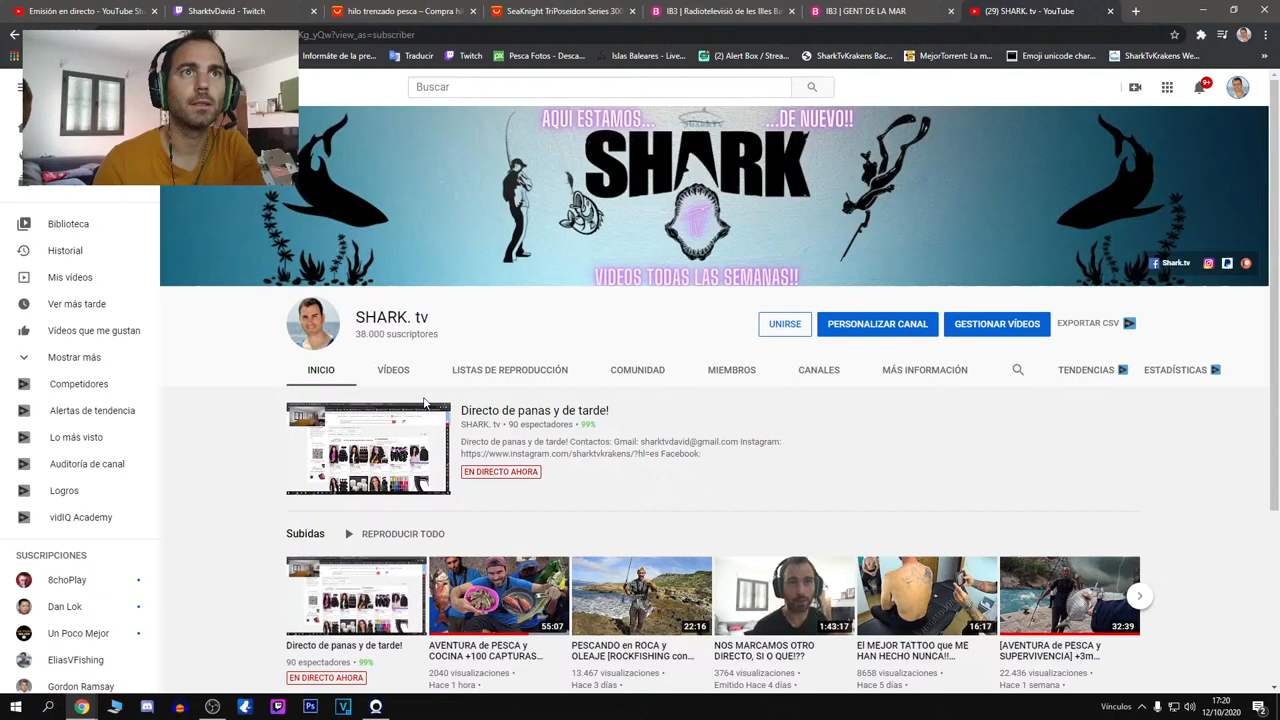 Emisión en directo - YouTub
hilo trenzado pesca
SeaKnight TriPoseidon Series 300
IB3 | Radiotelevisió de les Illes B
IB3 | GENT DE LA MAR
(29) SHARK. tv
Kg_yQw?view_as=subscriber
Traducir
Twitch
Pesca Fotos - Desca...
Islas Baleares - Con...
(2) Alert Box / Strea...
SharkTvKrakens Bac...
MejorTorrent: La m...
Emoji unicode char...
SharkTvKrakens We...
Buscar
9+
AQUI ESTAMOS...
SHARKTV
...DE NUEVO!!
SHARK
VIDEOS TODAS LAS SEMANAS!!
Shark.tv
Biblioteca
Historial
Mis vídeos
Ver más tarde
Vídeos que me gustan
Mostrar más
Competidores
Alertas de tendencia
Lo más visto
Auditoría de canal
Logros
vidIQ Academy
SUSCRIPCIONES
8choPlay
Dan Lok
Un Poco Mejor
EliasVFishing
Gordon Ramsay
SHARK. tv
38.000 suscriptores
UNIRSE
PERSONALIZAR CANAL
GESTIONAR VÍDEOS
EXPORTAR CSV
INICIO
VÍDEOS
LISTAS DE REPRODUCCIÓN
COMUNIDAD
MIEMBROS
CANALES
MÁS INFORMACIÓN
TENDENCIAS
ESTADÍSTICAS
Directo de panas y de tarde!
SHARK. tv • 90 espectadores • 99%
Directo de panas y de tarde! Contactos: Gmail: sharktvdavid@gmail.com Instagram
https://www.instagram.com/sharktvkrakens/?hl=es Facebook:
EN DIRECTO AHORA
Subidas
REPRODUCIR TODO
55:07
22:16
1:43:17
16:17
32:39
Directo de panas y de tarde!
90 espectadores • 99%
EN DIRECTO AHORA
AVENTURA de PESCA y
COCINA +100 CAPTURAS...
2040 visualizaciones •
Hace 1 hora
PESCANDO en ROCA y
OLEAJE [ROCKFISHING con...
13.467 visualizaciones •
Hace 3 días
NOS MARCAMOS OTRO
DIRECTO, SI O QUE!??
3764 visualizaciones •
Emitido Hace 4 días
El MEJOR TATTOO que ME
HAN HECHO NUNCA!!..
8658 visualizaciones •
Hace 5 días
[AVENTURA de PESCA y
SUPERVIVENCIA] +3m...
22.436 visualizaciones •
Hace 1 semana
Vínculos
17:20
12/10/2020
2